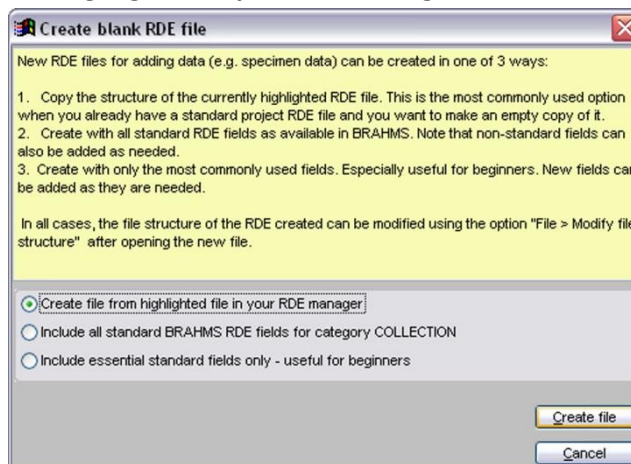 Create blank RDE file
New RDE files for adding data (e.g. specimen data) can be created in one of 3 ways:
1. Copy the structure of the currently highlighted RDE file. This is the most commonly used option
when you already have a standard project RDE file and you want to make an empty copy of it.
2. Create with all standard RDE fields as available in BRAHMS. Note that non-standard fields can
also be added as needed.
3. Create with only the most commonly used fields. Especially useful for beginners. New fields can
be added as they are needed.
In all cases, the file structure of the RDE created can be modified using the option "File > Modify file
structure" after opening the new file.
Create file from highlighted file in your RDE manager
Include all standard BRAHMS RDE fields for category COLLECTION
Include essential standard fields only - useful for beginners
Create file
Cancel